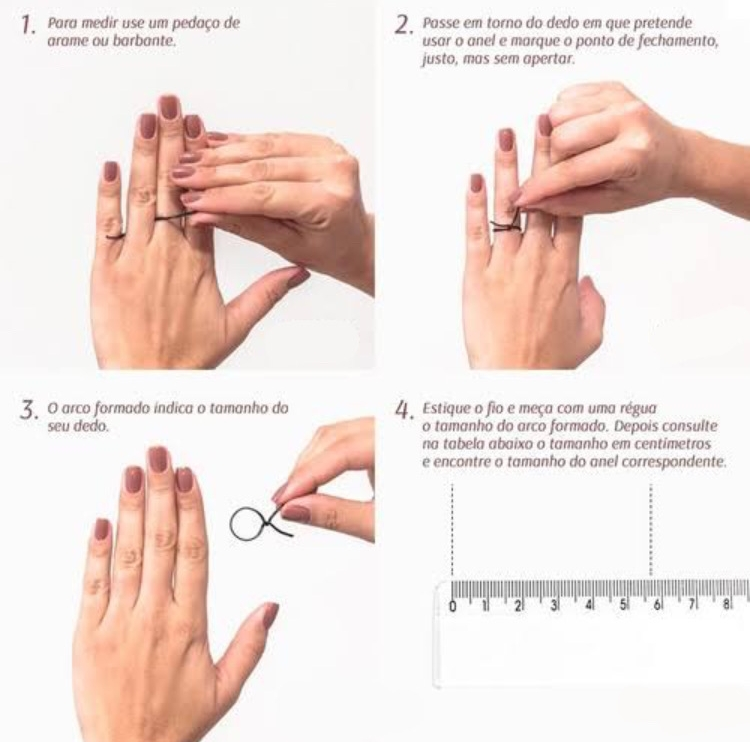 1. Para medir use um pedaço de
arame ou barbante.
2. Passe em torno do dedo em que pretende
usar o anel e marque o ponto de fechamento,
justo, mas sem apertar.
3. O arco formado indica o tamanho do
seu dedo.
4. Estique o fio e meça com uma régua
o tamanho do arco formado. Depois consulte
na tabela abaixo o tamanho em centímetros
e encontre o tamanho do anel correspondente.
0 1 2 3 4 5 6 7 8